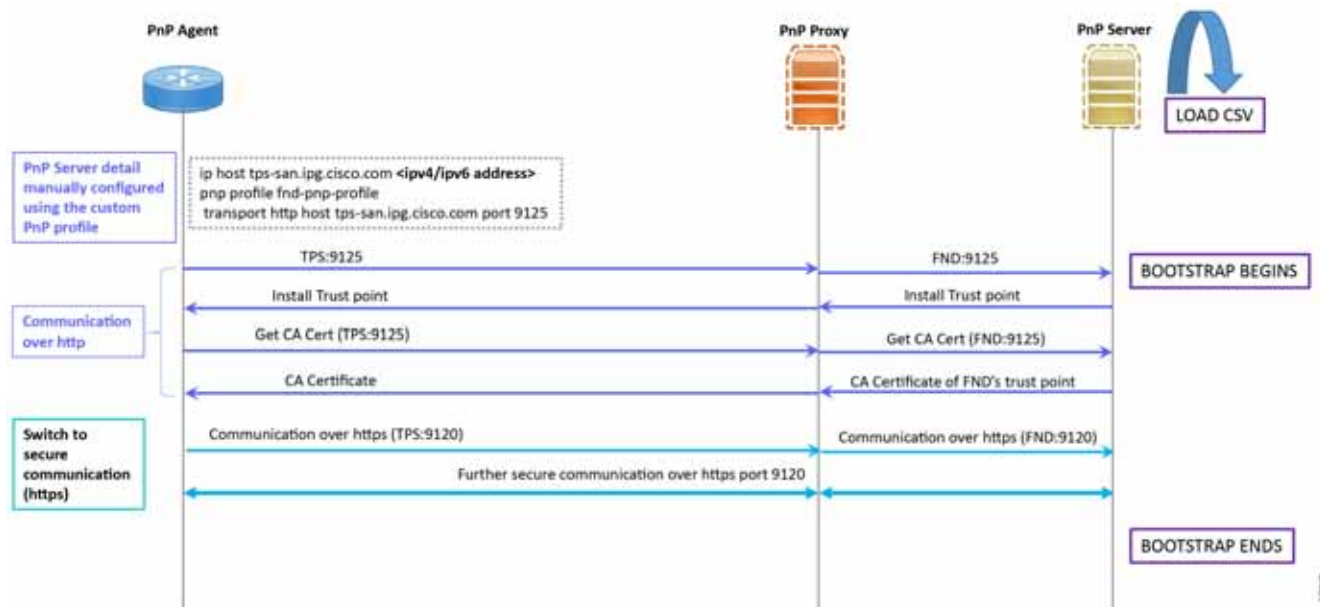 PnP Agent
PnP Proxy
PnP Server
LOAD CSV
PnP Server detail
manually configured
using the custom
PnP profile
ip host tps-san.ipg.cisco.com <ipv4/ipv6 address>
pnp profile fnd-pnp-profile
transport http host tps-san.ipg.cisco.com port 9125
TPS:9125
FND:9125
BOOTSTRAP BEGINS
Install Trust point
Install Trust point
Communication
over http
Get CA Cert (TPS:9125)
Get CA Cert (FND:9125)
CA Certificate
CA Certificate of FND's trust point
Switch to
secure
communication
(https)
Communication over https (TPS:9120)
Communication over https (FND:9120)
Further secure communication over https port 9120
BOOTSTRAP ENDS